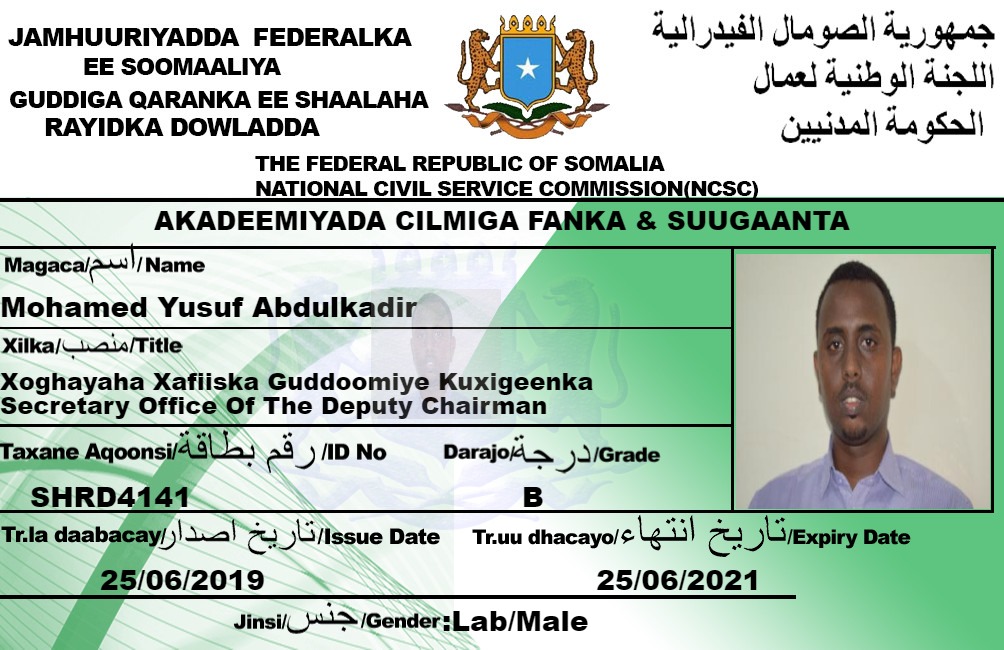 JAMHUURIYADDA FEDERALKA
EE SOOMAALIYA
GUDDIGA QARANKA EE SHAALAHA
RAYIDKA DOWLADDA
جمهورية الصومال الفيدرالية
اللجنة الوطنية لعمال
الحكومة المدنيين
THE FEDERAL REPUBLIC OF SOMALIA
NATIONAL CIVIL SERVICE COMMISSION(NCSC)
AKADEEMIYADA CILMIGA FANKA & SUUGAANTA
Magaca/اسم/Name
Mohamed Yusuf Abdulkadir
Xilka/منصب/Title
Xoghayaha Xafiiska Guddoomiye Kuxigeenka
Secretary Office Of The Deputy Chairman
Taxane Aqoonsi/رقم بطاقة/ID No
Darajo/درجة/Grade
SHRD4141
B
Tr.la daabacay/تاريخ اصدار/Issue Date
Tr.uu dhacayo/تاريخ انتهاء/Expiry Date
25/06/2019
25/06/2021
Jinsi/جنس/Gender:Lab/Male